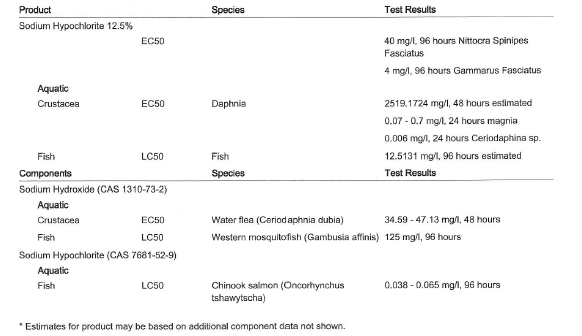 Product Species Test Results
Sodium Hypochlorite 12.5%
EC50 40 mg/l, 96 hours Nittocra Spinipes
Fasciatus
4 mg/l, 96 hours Gammarus Fasciatus
Aquatic
Crustacea EC50 Daphnia 2519.1724 mg/l, 48 hours estimated
0.07 - 0.7 mg/l, 24 hours magnia
0.006 mg/l, 24 hours Ceriodaphina sp.
Fish LC50 Fish 12.5131 mg/l, 96 hours estimated
Components Species Test Results
Sodium Hydroxide (CAS 1310-73-2)
Aquatic
Crustacea EC50 Water flea (Ceriodaphnia dubia) 34.59 - 47.13 mg/l, 48 hours
Fish LC50 Western mosquitofish (Gambusia affinis) 125 mg/l, 96 hours
Sodium Hypochlorite (CAS 7681-52-9)
Aquatic
Fish LC50 Chinook salmon (Oncorhynchus 0.038 - 0.065 mg/l, 96 hours
tshawytscha)
* Estimates for product may be based on additional component data not shown.